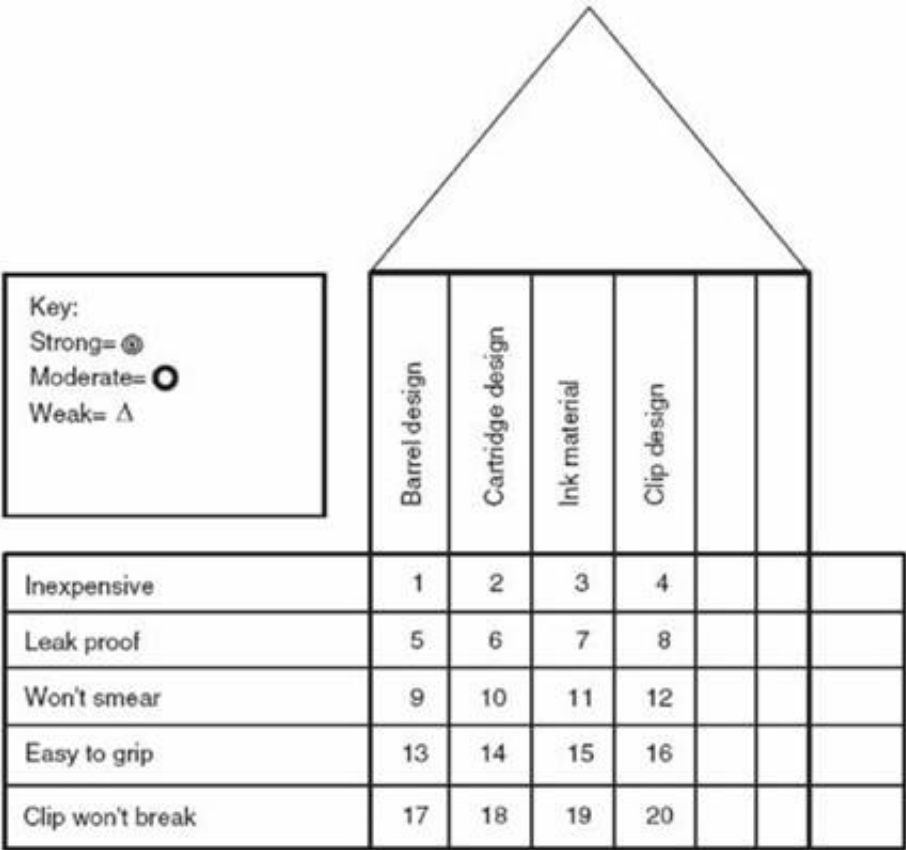 Key:
Strong= ◎
Moderate= O
Weak= Δ
Barrel design
Cartridge design
Ink material
Clip design
Inexpensive 1 2 3 4
Leak proof 5 6 7 8
Won't smear 9 10 11 12
Easy to grip 13 14 15 16
Clip won't break 17 18 19 20